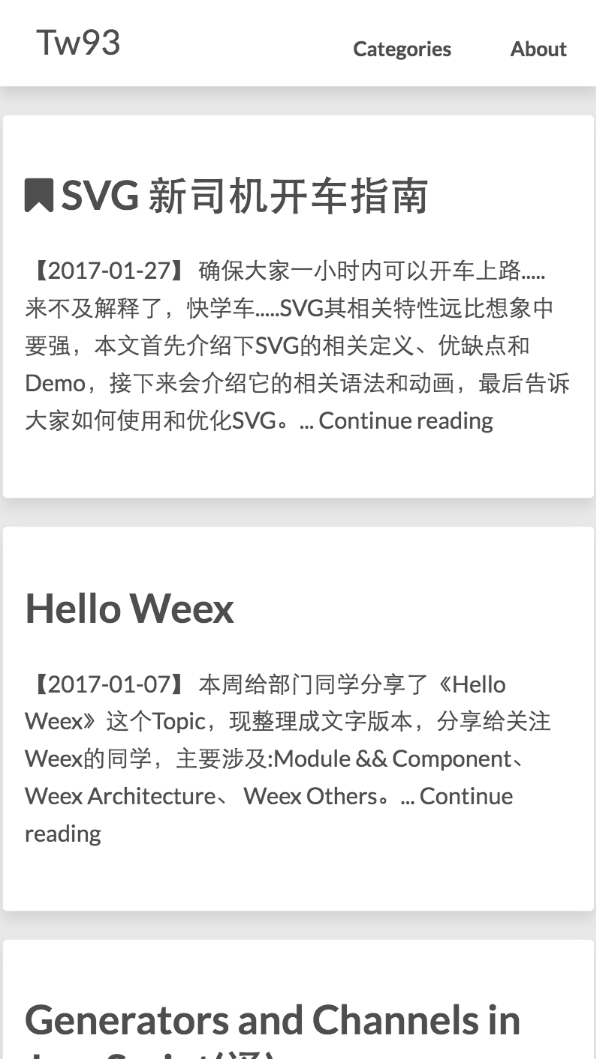 Tw93
Categories About
SVG 新司机开车指南
【2017-01-27】 确保大家一小时内可以开车上路.....
来不及解释了，快学车.....SVG其相关特性远比想象中
要强，本文首先介绍下SVG的相关定义、优缺点和
Demo，接下来会介绍它的相关语法和动画，最后告诉
大家如何使用和优化SVG。... Continue reading
Hello Weex
【2017-01-07】 本周给部门同学分享了《Hello
Weex》这个Topic，现整理成文字版本，分享给关注
Weex的同学，主要涉及:Module && Component、
Weex Architecture、 Weex Others。... Continue
reading
Generators and Channels in
JavaScript(译)